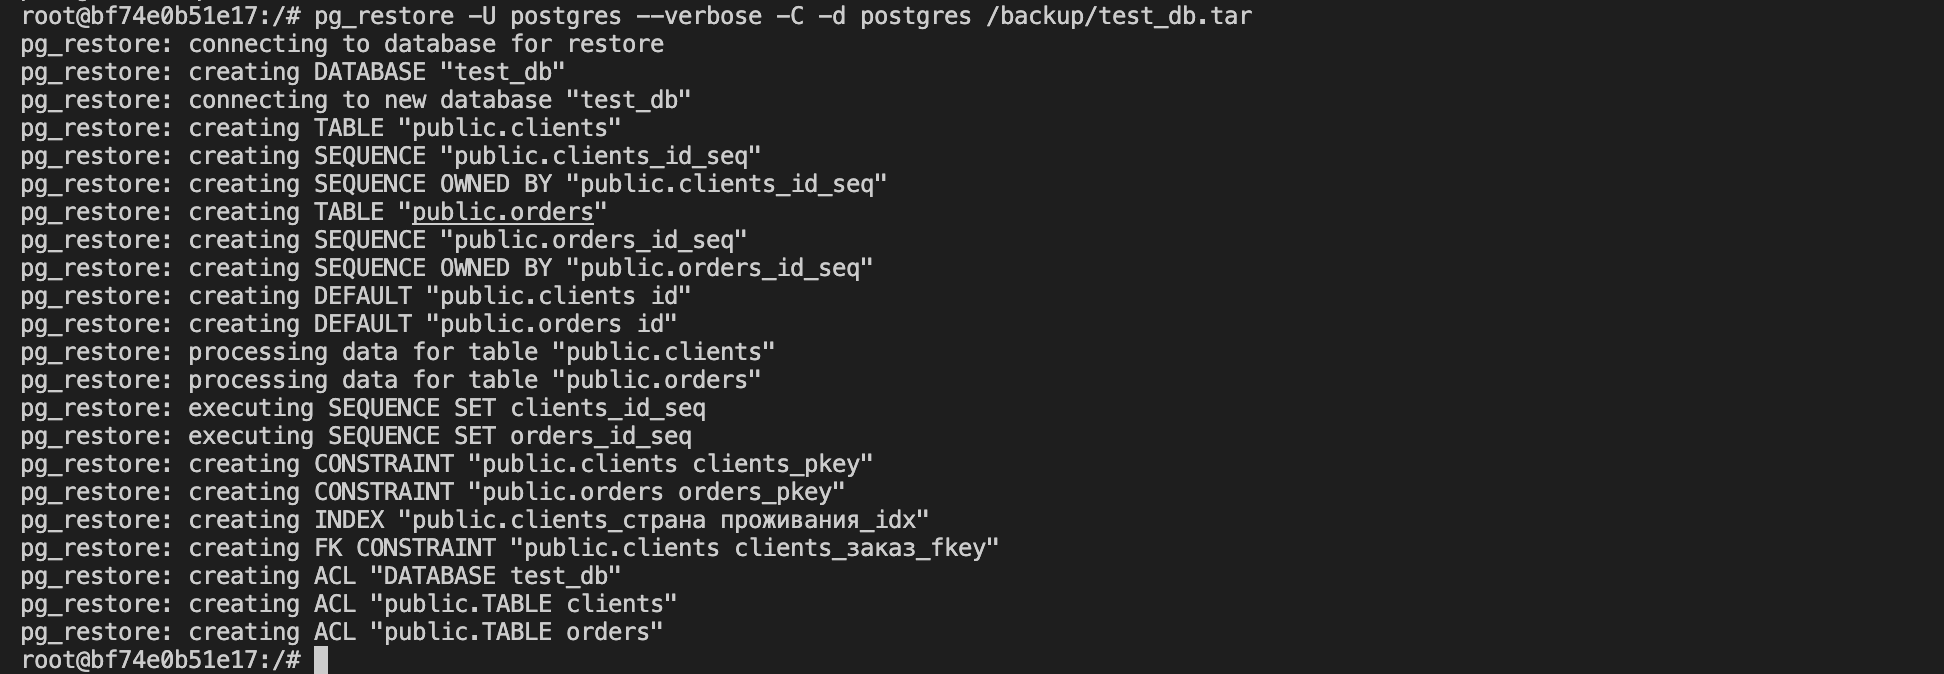 root@bf74e0b51e17:/# pg_restore -U postgres --verbose -C -d postgres /backup/test_db.tar
pg_restore: connecting to database for restore
pg_restore: creating DATABASE "test_db"
pg_restore: connecting to new database "test_db"
pg_restore: creating TABLE "public.clients"
pg_restore: creating SEQUENCE "public.clients_id_seq"
pg_restore: creating SEQUENCE OWNED BY "public.clients_id_seq"
pg_restore: creating TABLE "public.orders"
pg_restore: creating SEQUENCE "public.orders_id_seq"
pg_restore: creating SEQUENCE OWNED BY "public.orders_id_seq"
pg_restore: creating DEFAULT "public.clients id"
pg_restore: creating DEFAULT "public.orders id"
pg_restore: processing data for table "public.clients"
pg_restore: processing data for table "public.orders"
pg_restore: executing SEQUENCE SET clients_id_seq
pg_restore: executing SEQUENCE SET orders_id_seq
pg_restore: creating CONSTRAINT "public.clients clients_pkey"
pg_restore: creating CONSTRAINT "public.orders orders_pkey"
pg_restore: creating INDEX "public.clients_страна проживания_idx"
pg_restore: creating FK CONSTRAINT "public.clients clients_заказ_fkey"
pg_restore: creating ACL "DATABASE test_db"
pg_restore: creating ACL "public.TABLE clients"
pg_restore: creating ACL "public.TABLE orders"
root@bf74e0b51e17:/#